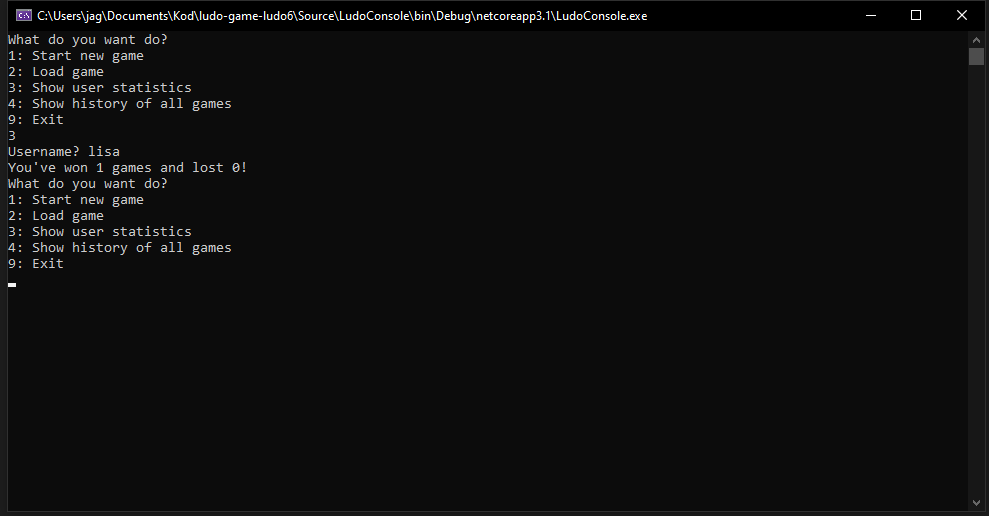 C:\Users\jag\Documents\Kod\ludo-game-ludo6\Source\LudoConsole\bin\Debug\netcoreapp3.1\LudoConsole.exe
What do you want do?
1: Start new game
2: Load game
3: Show user statistics
4: Show history of all games
9: Exit
3
Username? lisa
You've won 1 games and lost 0!
What do you want do?
1: Start new game
2: Load game
3: Show user statistics
4: Show history of all games
9: Exit